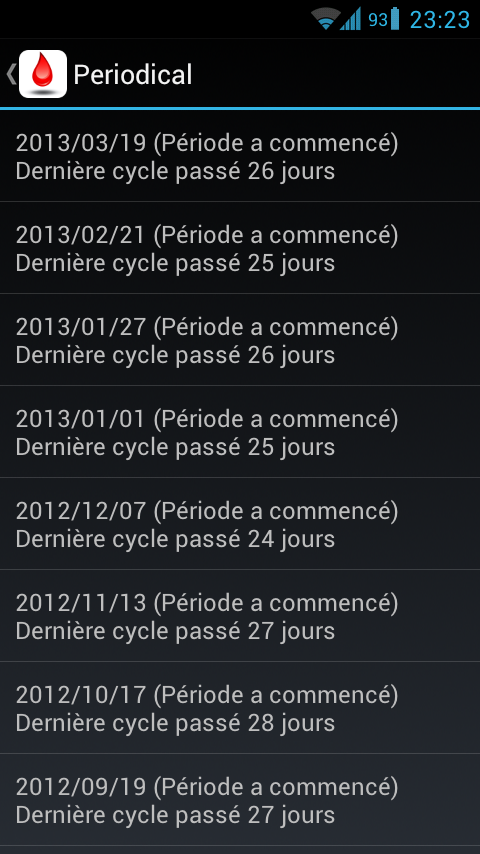 93 23:23
Periodical
2013/03/19 (Période a commencé)
Dernière cycle passé 26 jours
2013/02/21 (Période a commencé)
Dernière cycle passé 25 jours
2013/01/27 (Période a commencé)
Dernière cycle passé 26 jours
2013/01/01 (Période a commencé)
Dernière cycle passé 25 jours
2012/12/07 (Période a commencé)
Dernière cycle passé 24 jours
2012/11/13 (Période a commencé)
Dernière cycle passé 27 jours
2012/10/17 (Période a commencé)
Dernière cycle passé 28 jours
2012/09/19 (Période a commencé)
Dernière cycle passé 27 jours